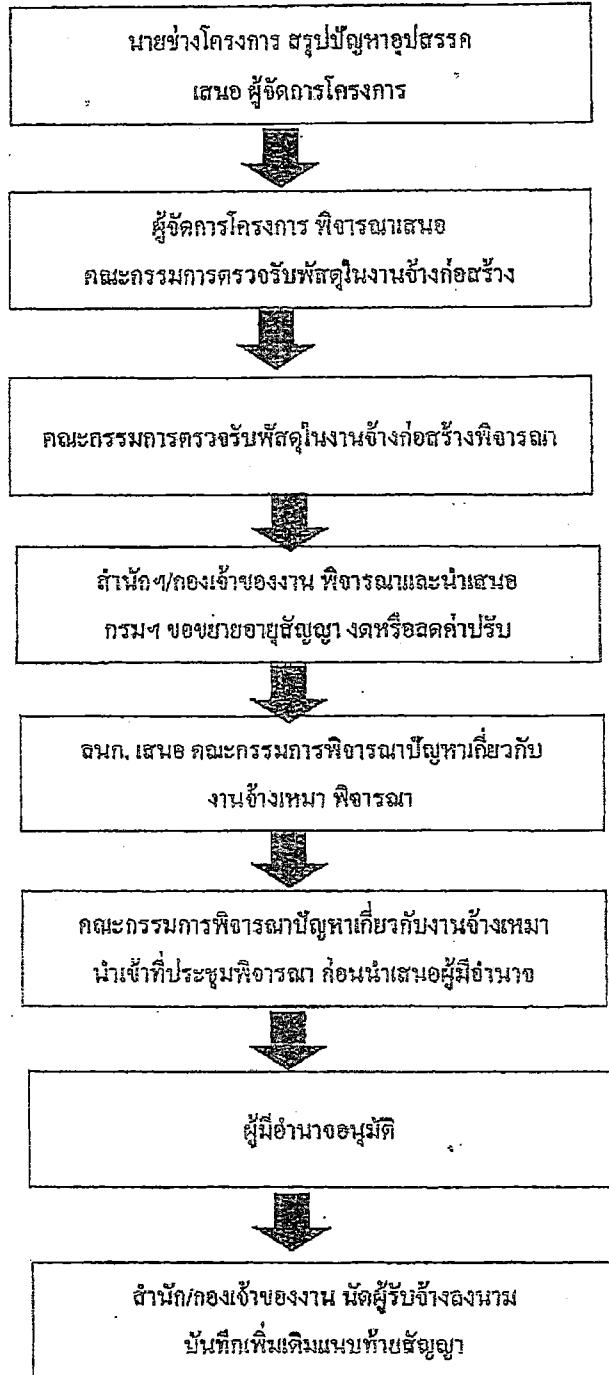 นายช่างโครงการ สรุปปัญหาอุปสรรค
เสนอ ผู้จัดการโครงการ
ผู้จัดการโครงการ พิจารณาเสนอ
คณะกรรมการตรวจรับพัสดุในงานจ้างก่อสร้าง
คณะกรรมการตรวจรับพัสดุในงานจ้างก่อสร้างพิจารณา
สำนักฯ/กองเจ้าของงาน พิจารณาและนำเสนอ
กรมฯ ขอขยายอายุสัญญา งดหรือลดค่าปรับ
ลนก. เสนอ คณะกรรมการพิจารณาปัญหาเกี่ยวกับ
งานจ้างเหมา พิจารณา
คณะกรรมการพิจารณาปัญหาเกี่ยวกับงานจ้างเหมา
นำเข้าที่ประชุมพิจารณา ก่อนนำเสนอผู้มีอำนาจ
ผู้มีอำนาจอนุมัติ
สำนัก/กองเจ้าของงาน นัดผู้รับจ้างลงนาม
บันทึกเพิ่มเติมแนบท้ายสัญญา